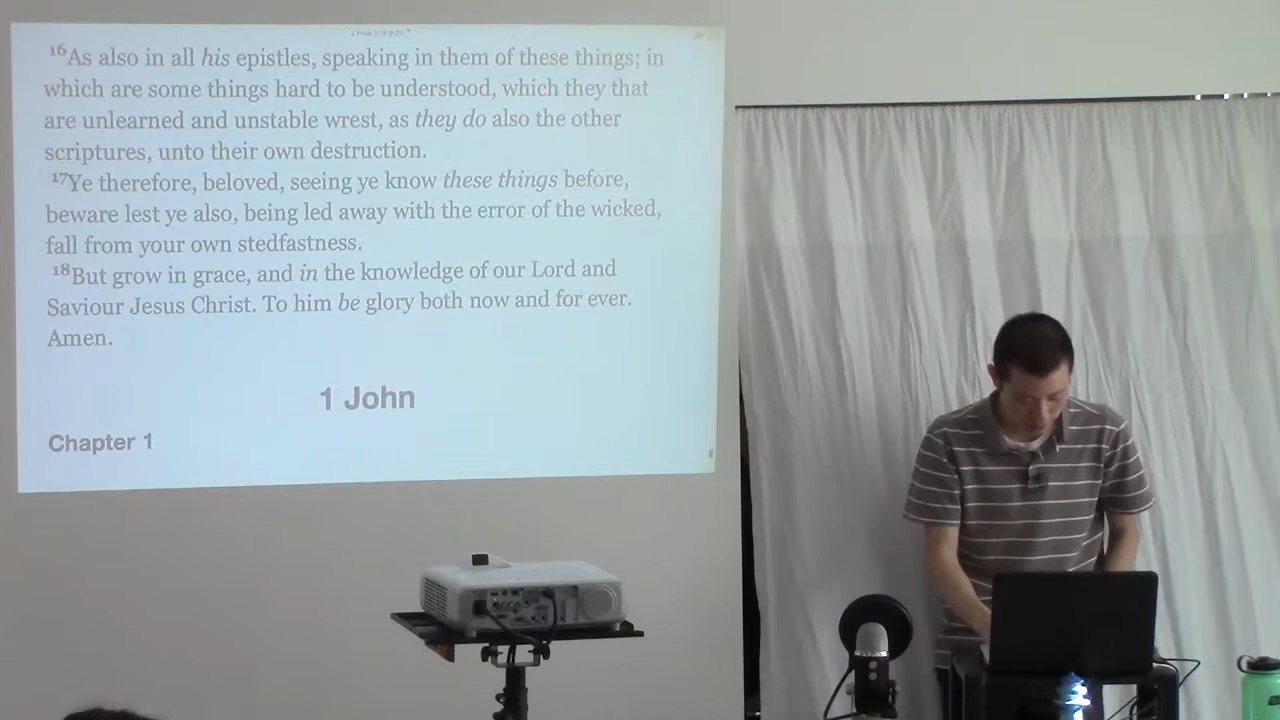 16As also in all his epistles, speaking in them of these things; in
which are some things hard to be understood, which they that
are unlearned and unstable wrest, as they do also the other
scriptures, unto their own destruction.
17Ye therefore, beloved, seeing ye know these things before,
beware lest ye also, being led away with the error of the wicked,
fall from your own stedfastness.
18But grow in grace, and in the knowledge of our Lord and
Saviour Jesus Christ. To him be glory both now and for ever.
Amen.
1 John
Chapter 1